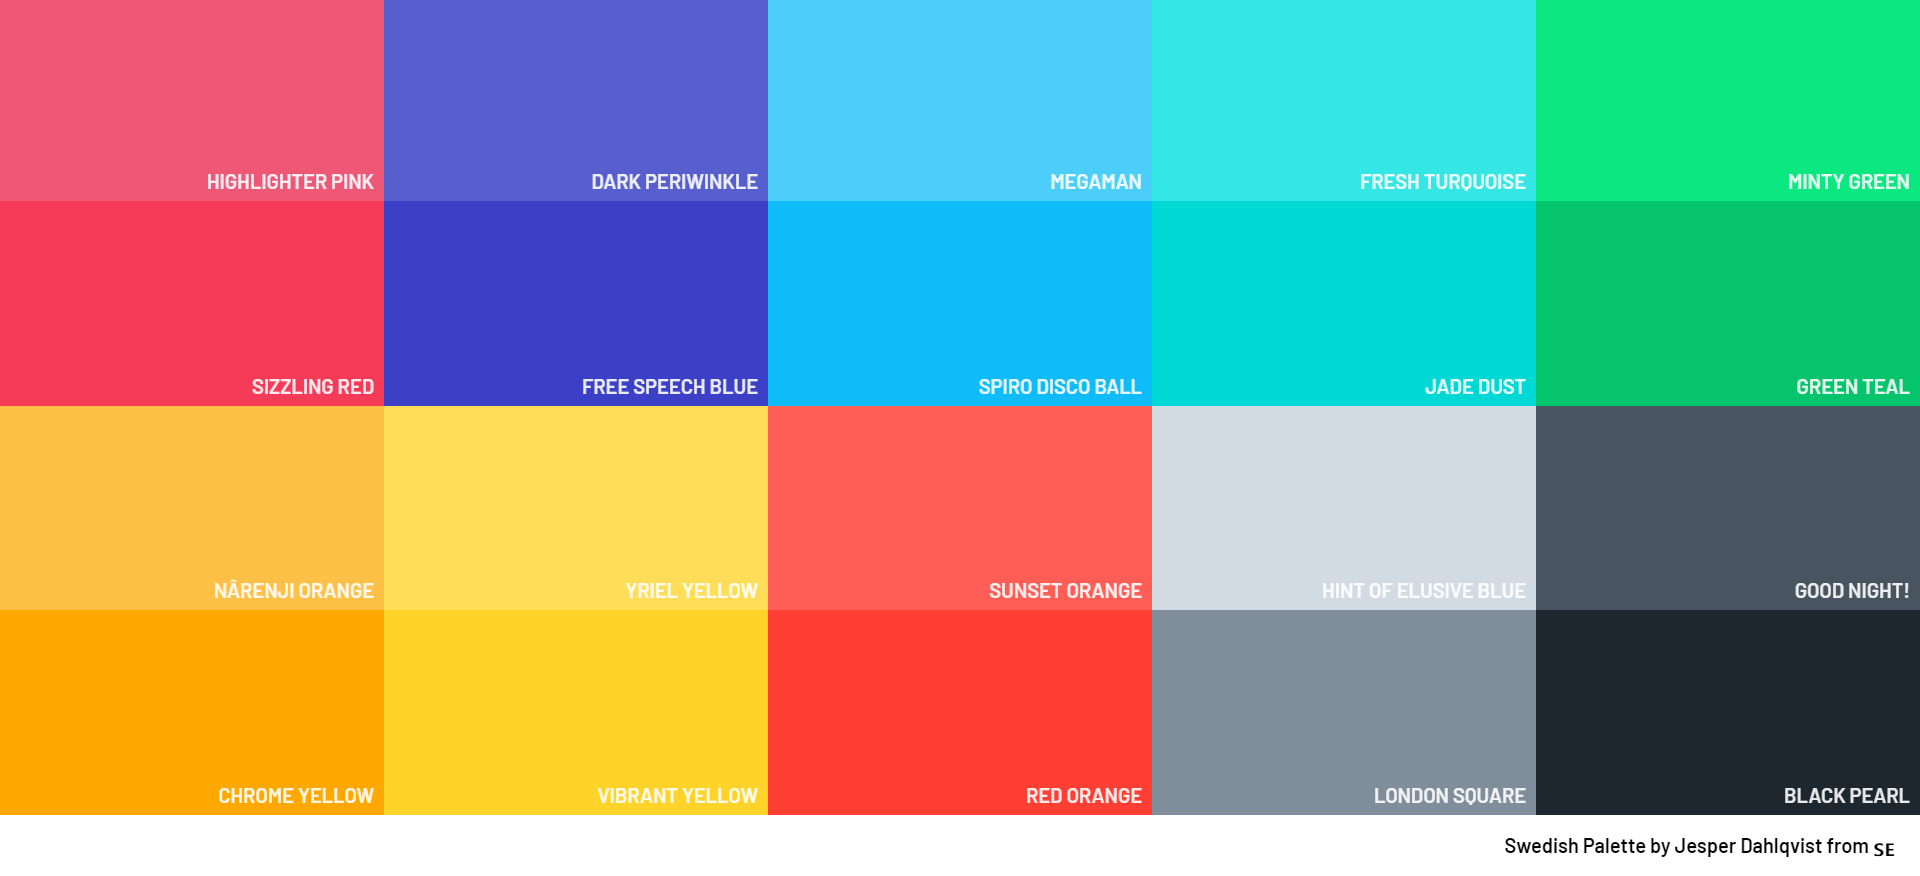 HIGHLIGHTER PINK
DARK PERIWINKLE
MEGAMAN
FRESH TURQUOISE
MINTY GREEN
SIZZLING RED
FREE SPEECH BLUE
SPIRO DISCO BALL
JADE DUST
GREEN TEAL
NÂRENJI ORANGE
YRIEL YELLOW
SUNSET ORANGE
HINT OF ELUSIVE BLUE
GOOD NIGHT!
CHROME YELLOW
VIBRANT YELLOW
RED ORANGE
LONDON SQUARE
BLACK PEARL
Swedish Palette by Jesper Dahlqvist from SE